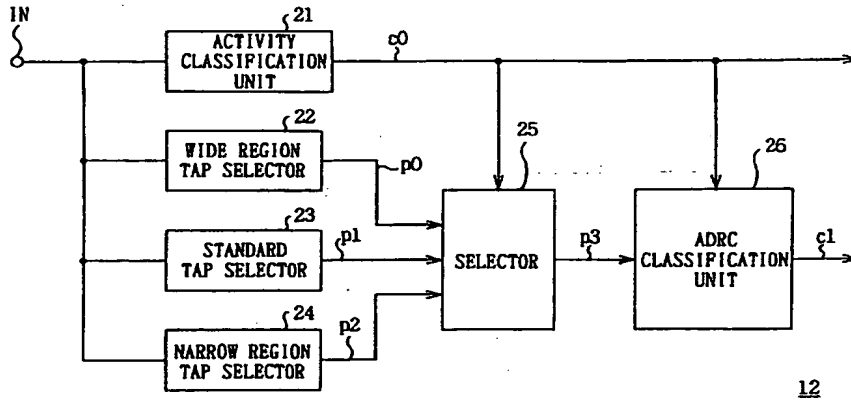 IN
21
ACTIVITY
CLASSIFICATION
UNIT
c0
22
WIDE REGION
TAP SELECTOR
p0
23
STANDARD
TAP SELECTOR
p1
24
NARROW REGION
TAP SELECTOR
p2
25
SELECTOR
p3
26
ADRC
CLASSIFICATION
UNIT
c1
12